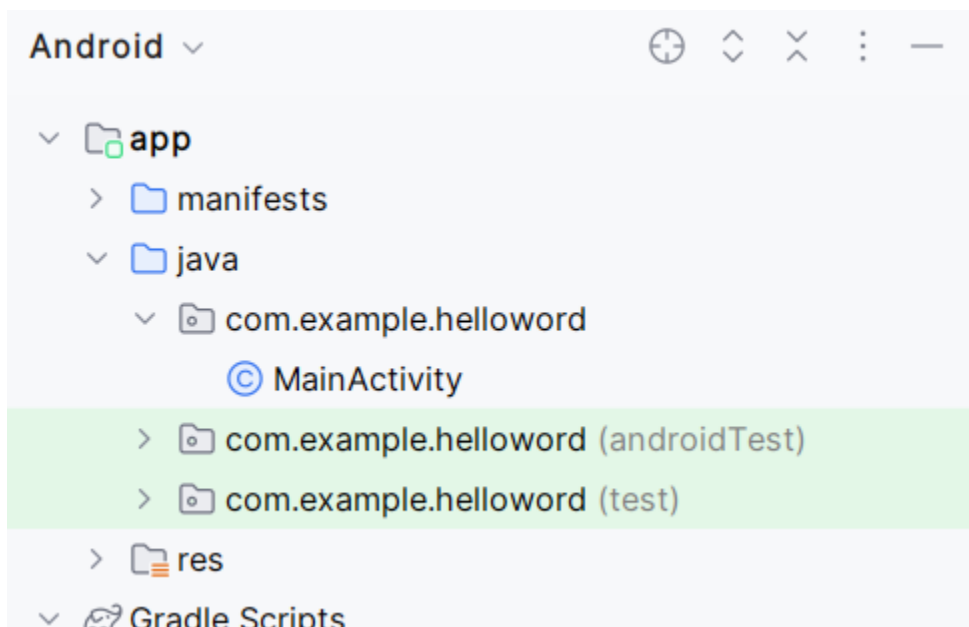 Android
app
manifests
java
com.example.helloword
MainActivity
com.example.helloword (androidTest)
com.example.helloword (test)
res
Gradle Scripts